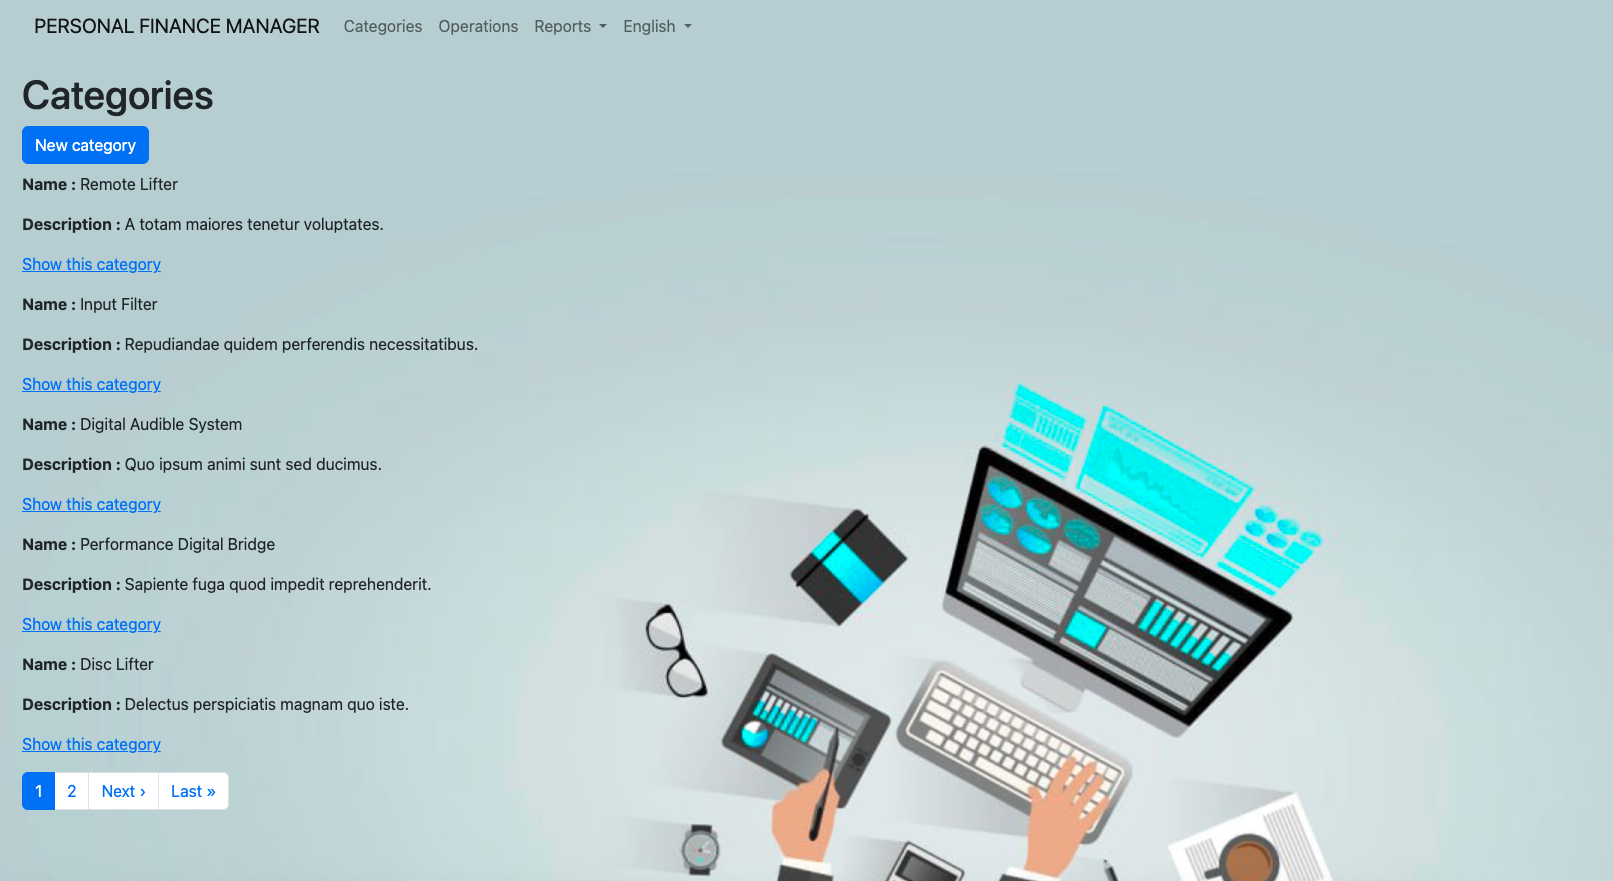 PERSONAL FINANCE MANAGER Categories Operations Reports English
Categories
New category
Name : Remote Lifter
Description : A totam maiores tenetur voluptates.
Show this category
Name : Input Filter
Description : Repudiandae quidem perferendis necessitatibus.
Show this category
Name : Digital Audible System
Description : Quo ipsum animi sunt sed ducimus.
Show this category
Name : Performance Digital Bridge
Description : Sapiente fuga quod impedit reprehenderit.
Show this category
Name : Disc Lifter
Description : Delectus perspiciatis magnam quo iste.
Show this category
1 2 Next › Last »